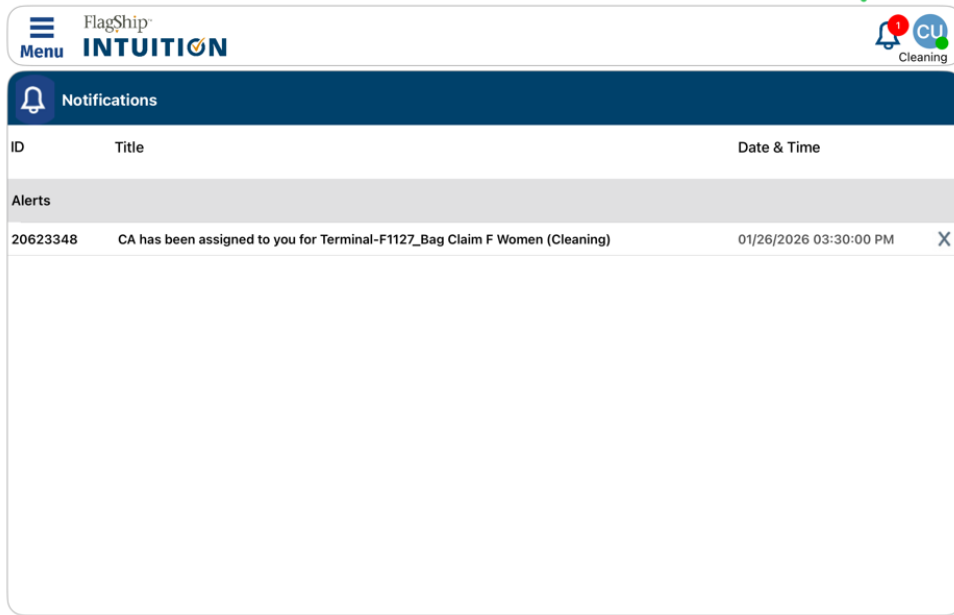 FlagShip
Menu INTUITION
1
CU
Cleaning
Notifications
ID Title Date & Time
Alerts
20623348 CA has been assigned to you for Terminal-F1127_Bag Claim F Women (Cleaning) 01/26/2026 03:30:00 PM X